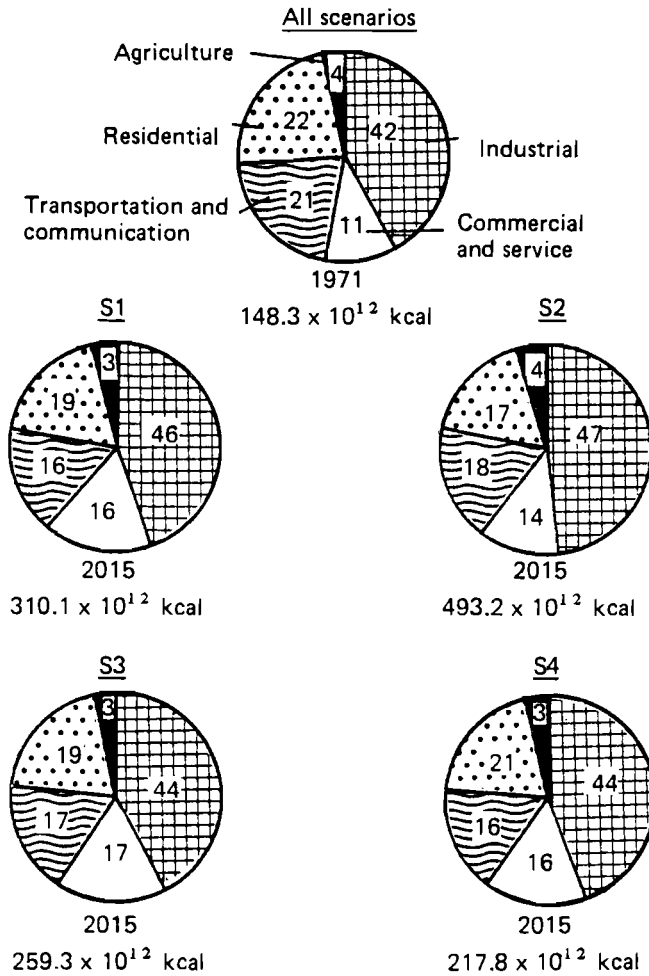 All scenarios
Agriculture
4
Residential
22
42
Industrial
Transportation and
communication
21
11
Commercial
and service
1971
148.3 x 10¹² kcal
S1
3
19
46
16
16
2015
310.1 x 10¹² kcal
S2
4
17
47
18
14
2015
493.2 x 10¹² kcal
S3
3
19
44
17
17
2015
259.3 x 10¹² kcal
S4
3
21
44
16
16
2015
217.8 x 10¹² kcal